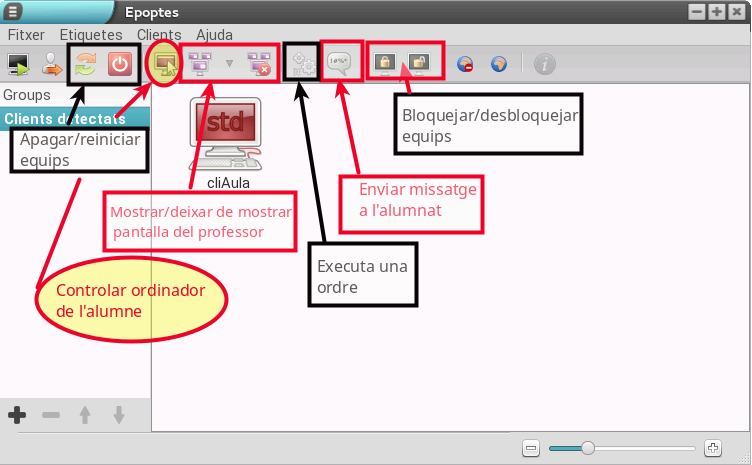 Epoptes
Fitxer Etiquetes Clients Ajuda
Groups
Clients detectats
Apagar/reiniciar
equips
std
cliAula
Mostrar/deixar de mostrar
pantalla del professor
Bloquejar/desbloquejar
equips
Enviar missatge
a l'alumnat
Executa una
ordre
Controlar ordinador
de l'alumne